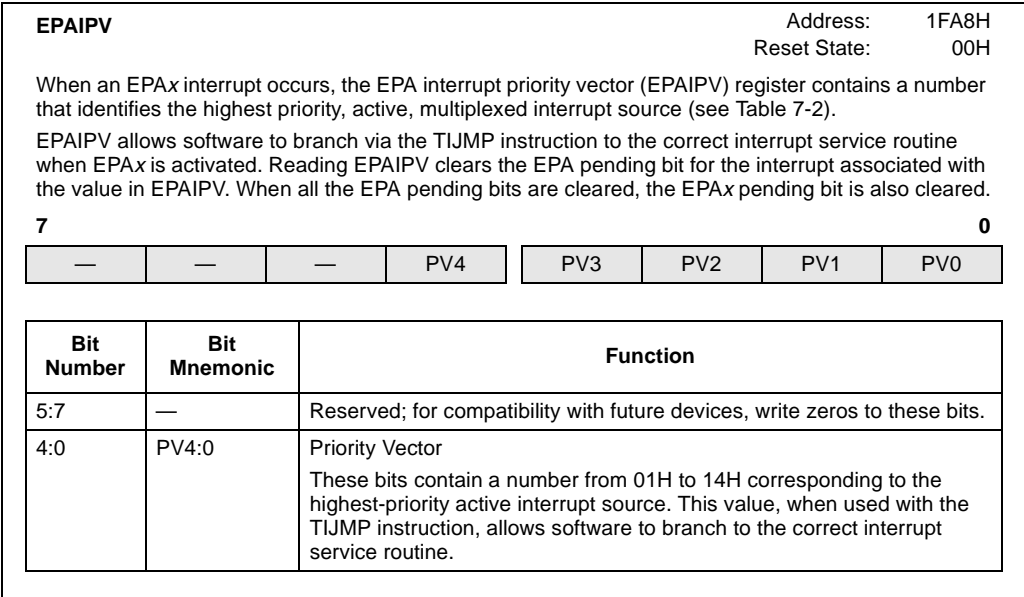 EPAIPV Address: 1FA8H
Reset State: 00H
When an EPAx interrupt occurs, the EPA interrupt priority vector (EPAIPV) register contains a number
that identifies the highest priority, active, multiplexed interrupt source (see Table 7-2).
EPAIPV allows software to branch via the TIJMP instruction to the correct interrupt service routine
when EPAx is activated. Reading EPAIPV clears the EPA pending bit for the interrupt associated with
the value in EPAIPV. When all the EPA pending bits are cleared, the EPAx pending bit is also cleared.
7 0
— — — PV4 PV3 PV2 PV1 PV0
Bit Number Bit Mnemonic Function
5:7 — Reserved; for compatibility with future devices, write zeros to these bits.
4:0 PV4:0 Priority Vector
These bits contain a number from 01H to 14H corresponding to the
highest-priority active interrupt source. This value, when used with the
TIJMP instruction, allows software to branch to the correct interrupt
service routine.